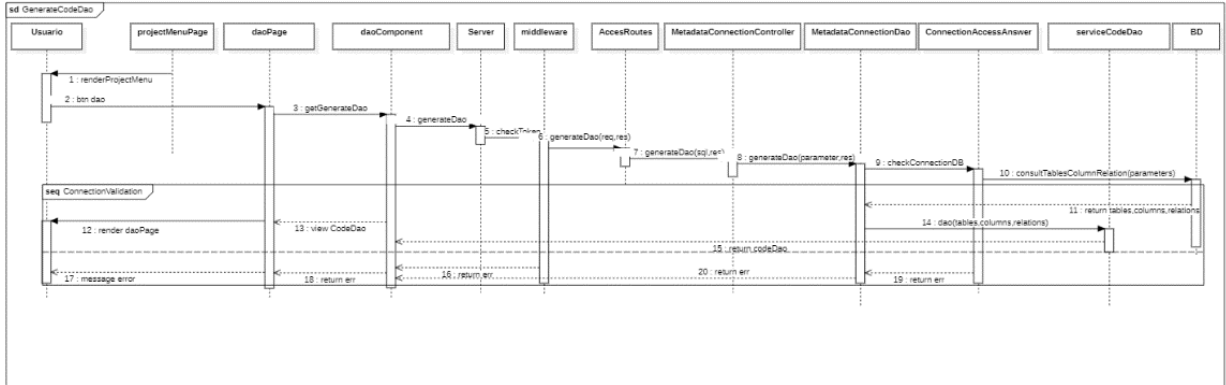 sd GenerateCodeDao
Usuario
projectMenuPage
daoPage
daoComponent
Server
middleware
AccesRoutes
MetadataConnectionController
MetadataConnectionDao
ConnectionAccessAnswer
serviceCodeDao
BD
1 : renderProjectMenu
2 : btn dao
3 : getGenerateDao
4 : generateDao
5 : checkToken
6 : generateDao(req,res)
7 : generateDao(sql,res)
8 : generateDao(parameter,res)
9 : checkConnectionDB
10 : consultTablesColumnRelation(parameters)
seq ConnectionValidation
11 : return tables,columns,relations
12 : render daoPage
13 : view CodeDao
14 : dao(tables,columns,relations)
15 : return codeDao
16 : return err
17 : message error
18 : return err
19 : return err
20 : return err